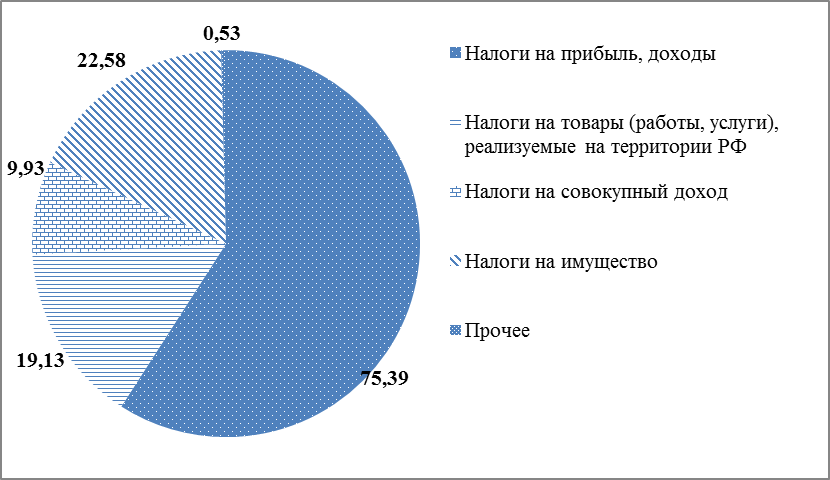 0,53
22,58
9,93
19,13
75,39
Налоги на прибыль, доходы
Налоги на товары (работы, услуги),
реализуемые на территории РФ
Налоги на совокупный доход
Налоги на имущество
Прочее